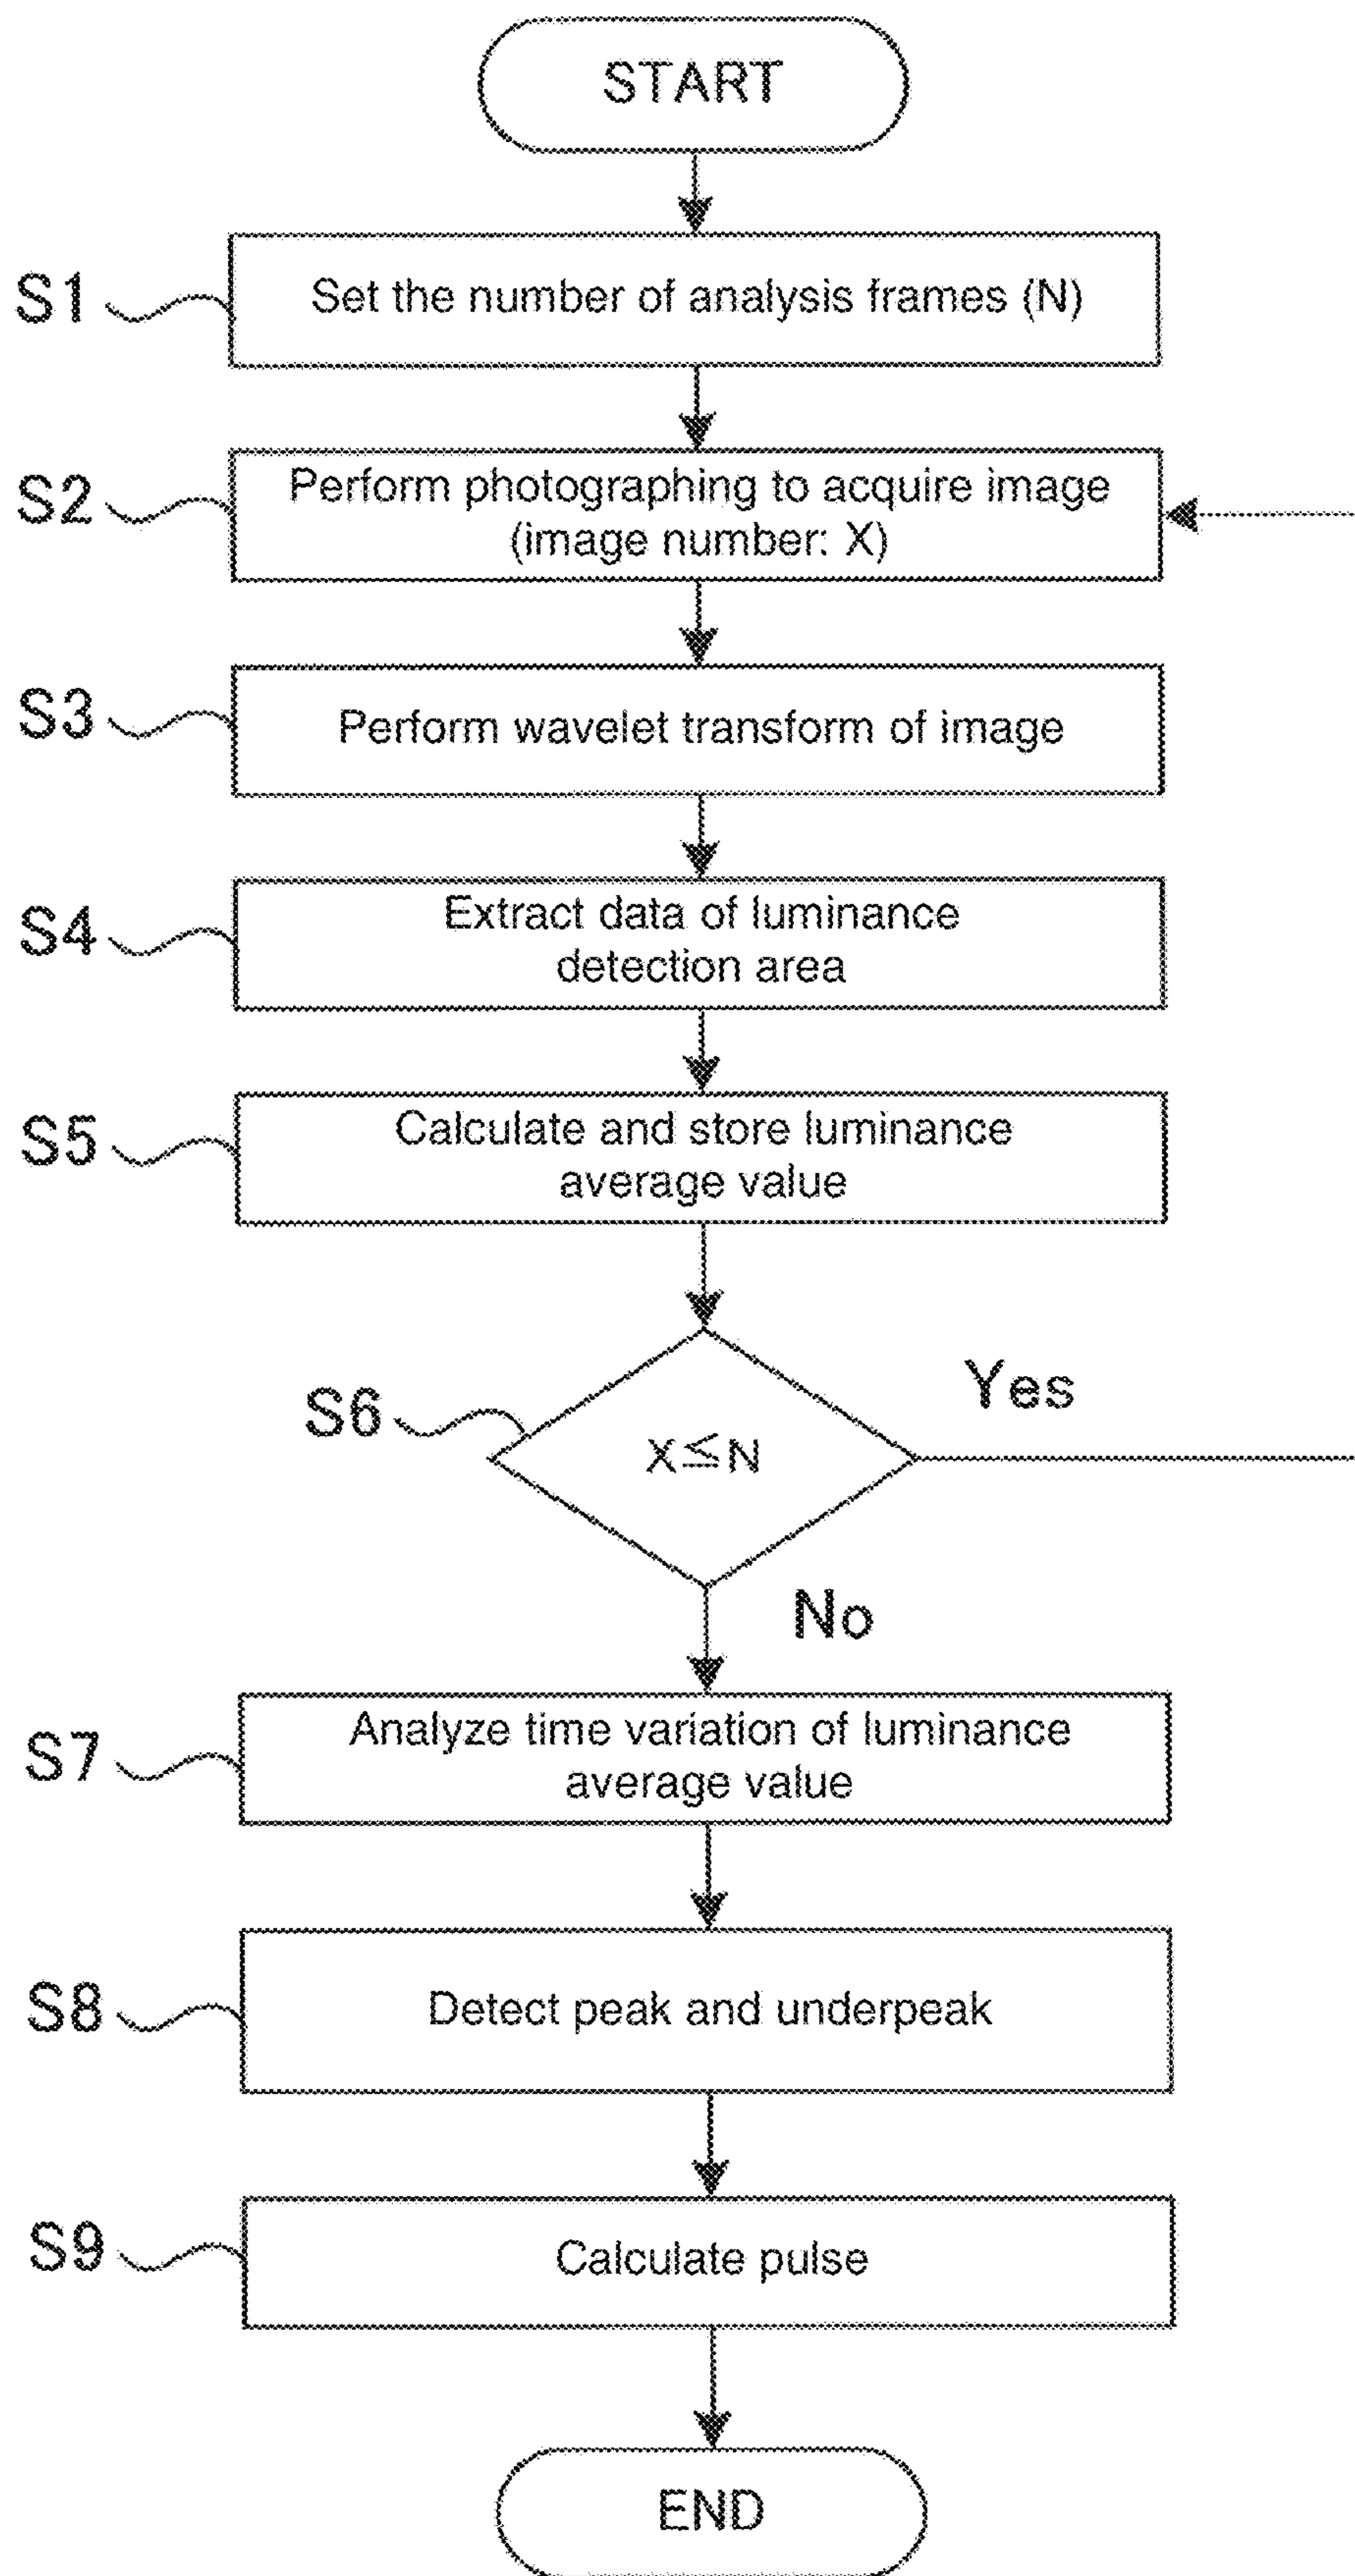 START
S1
Set the number of analysis frames (N)
S2
Perform photographing to acquire image
(image number: X)
S3
Perform wavelet transform of image
S4
Extract data of luminance
detection area
S5
Calculate and store luminance
average value
S6
X≦N
Yes
No
S7
Analyze time variation of luminance
average value
S8
Detect peak and underpeak
S9
Calculate pulse
END